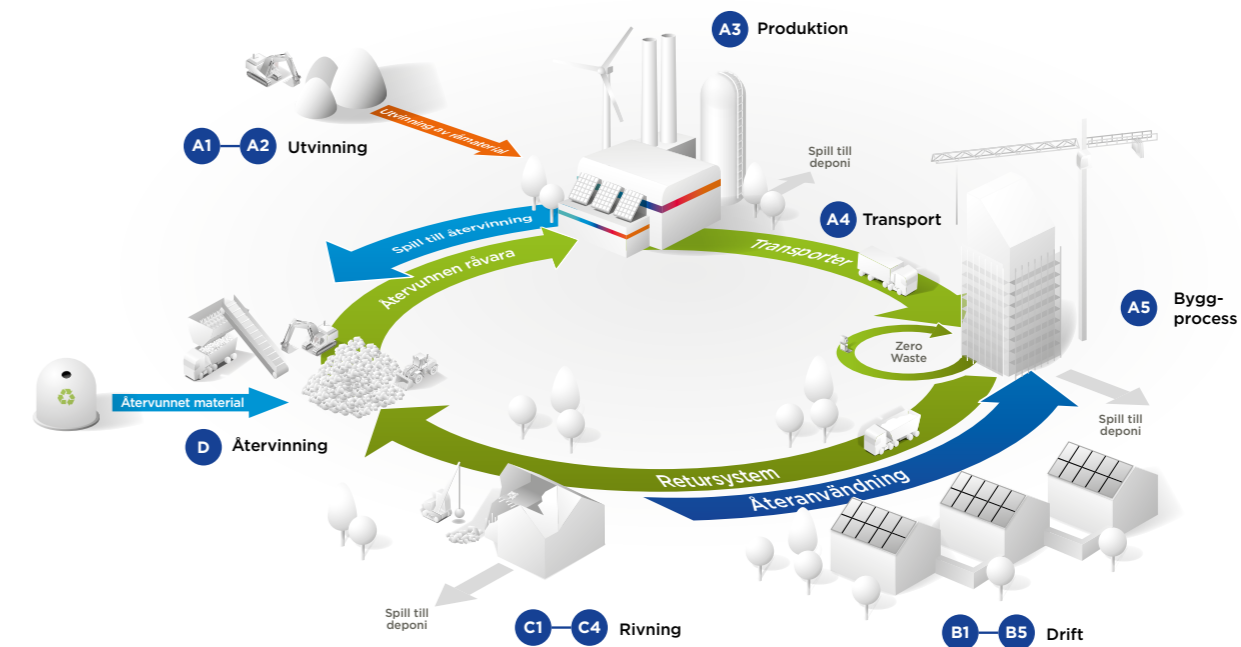 A3 Produktion
Utvinning av råmaterial
A1 A2 Utvinning
Spill till
deponi
A4 Transport
Spill till återvinning
Återvunnen råvara
Transporter
A5 Bygg-
process
Zero
Waste
Återvunnet material
D Återvinning
Spill till
deponi
Retursystem
Återanvändning
Spill till
deponi
C1 C4 Rivning
B1 B5 Drift